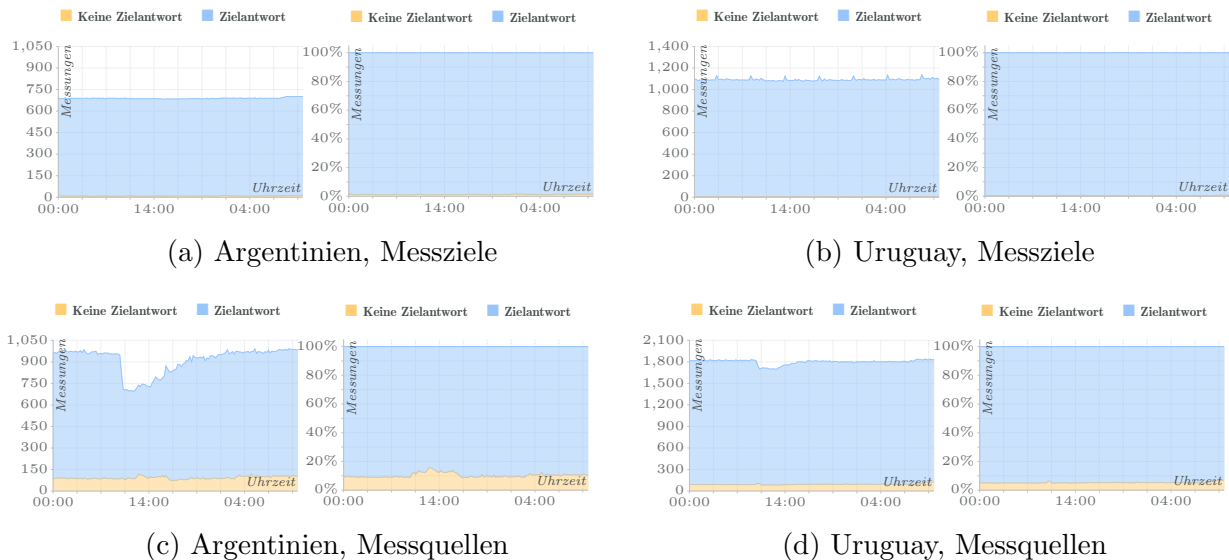 Keine Zielantwort Zielantwort
1,050
900
750
600
450
300
150
0
Messungen
Uhrzeit
00:00 14:00 04:00
Keine Zielantwort Zielantwort
100%
80%
60%
40%
20%
0%
Messungen
Uhrzeit
00:00 14:00 04:00
(a) Argentinien, Messziele
Keine Zielantwort Zielantwort
1,400
1,200
1,000
800
600
400
200
0
Messungen
Uhrzeit
00:00 14:00 04:00
Keine Zielantwort Zielantwort
100%
80%
60%
40%
20%
0%
Messungen
Uhrzeit
00:00 14:00 04:00
(b) Uruguay, Messziele
Keine Zielantwort Zielantwort
1,050
900
750
600
450
300
150
0
Messungen
Uhrzeit
00:00 14:00 04:00
Keine Zielantwort Zielantwort
100%
80%
60%
40%
20%
0%
Messungen
Uhrzeit
00:00 14:00 04:00
(c) Argentinien, Messquellen
Keine Zielantwort Zielantwort
2,100
1,800
1,500
1,200
900
600
300
0
Messungen
Uhrzeit
00:00 14:00 04:00
Keine Zielantwort Zielantwort
100%
80%
60%
40%
20%
0%
Messungen
Uhrzeit
00:00 14:00 04:00
(d) Uruguay, Messquellen